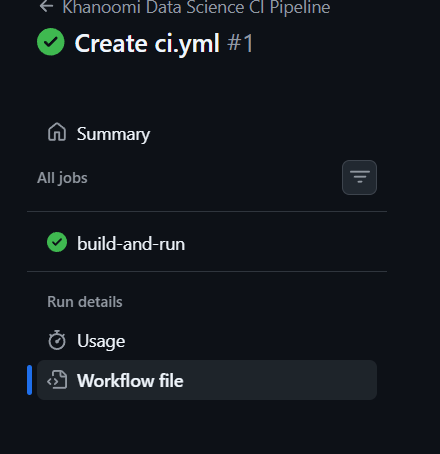 Khanoomi Data Science CI Pipeline
Create ci.yml #1
Summary
All jobs
build-and-run
Run details
Usage
Workflow file